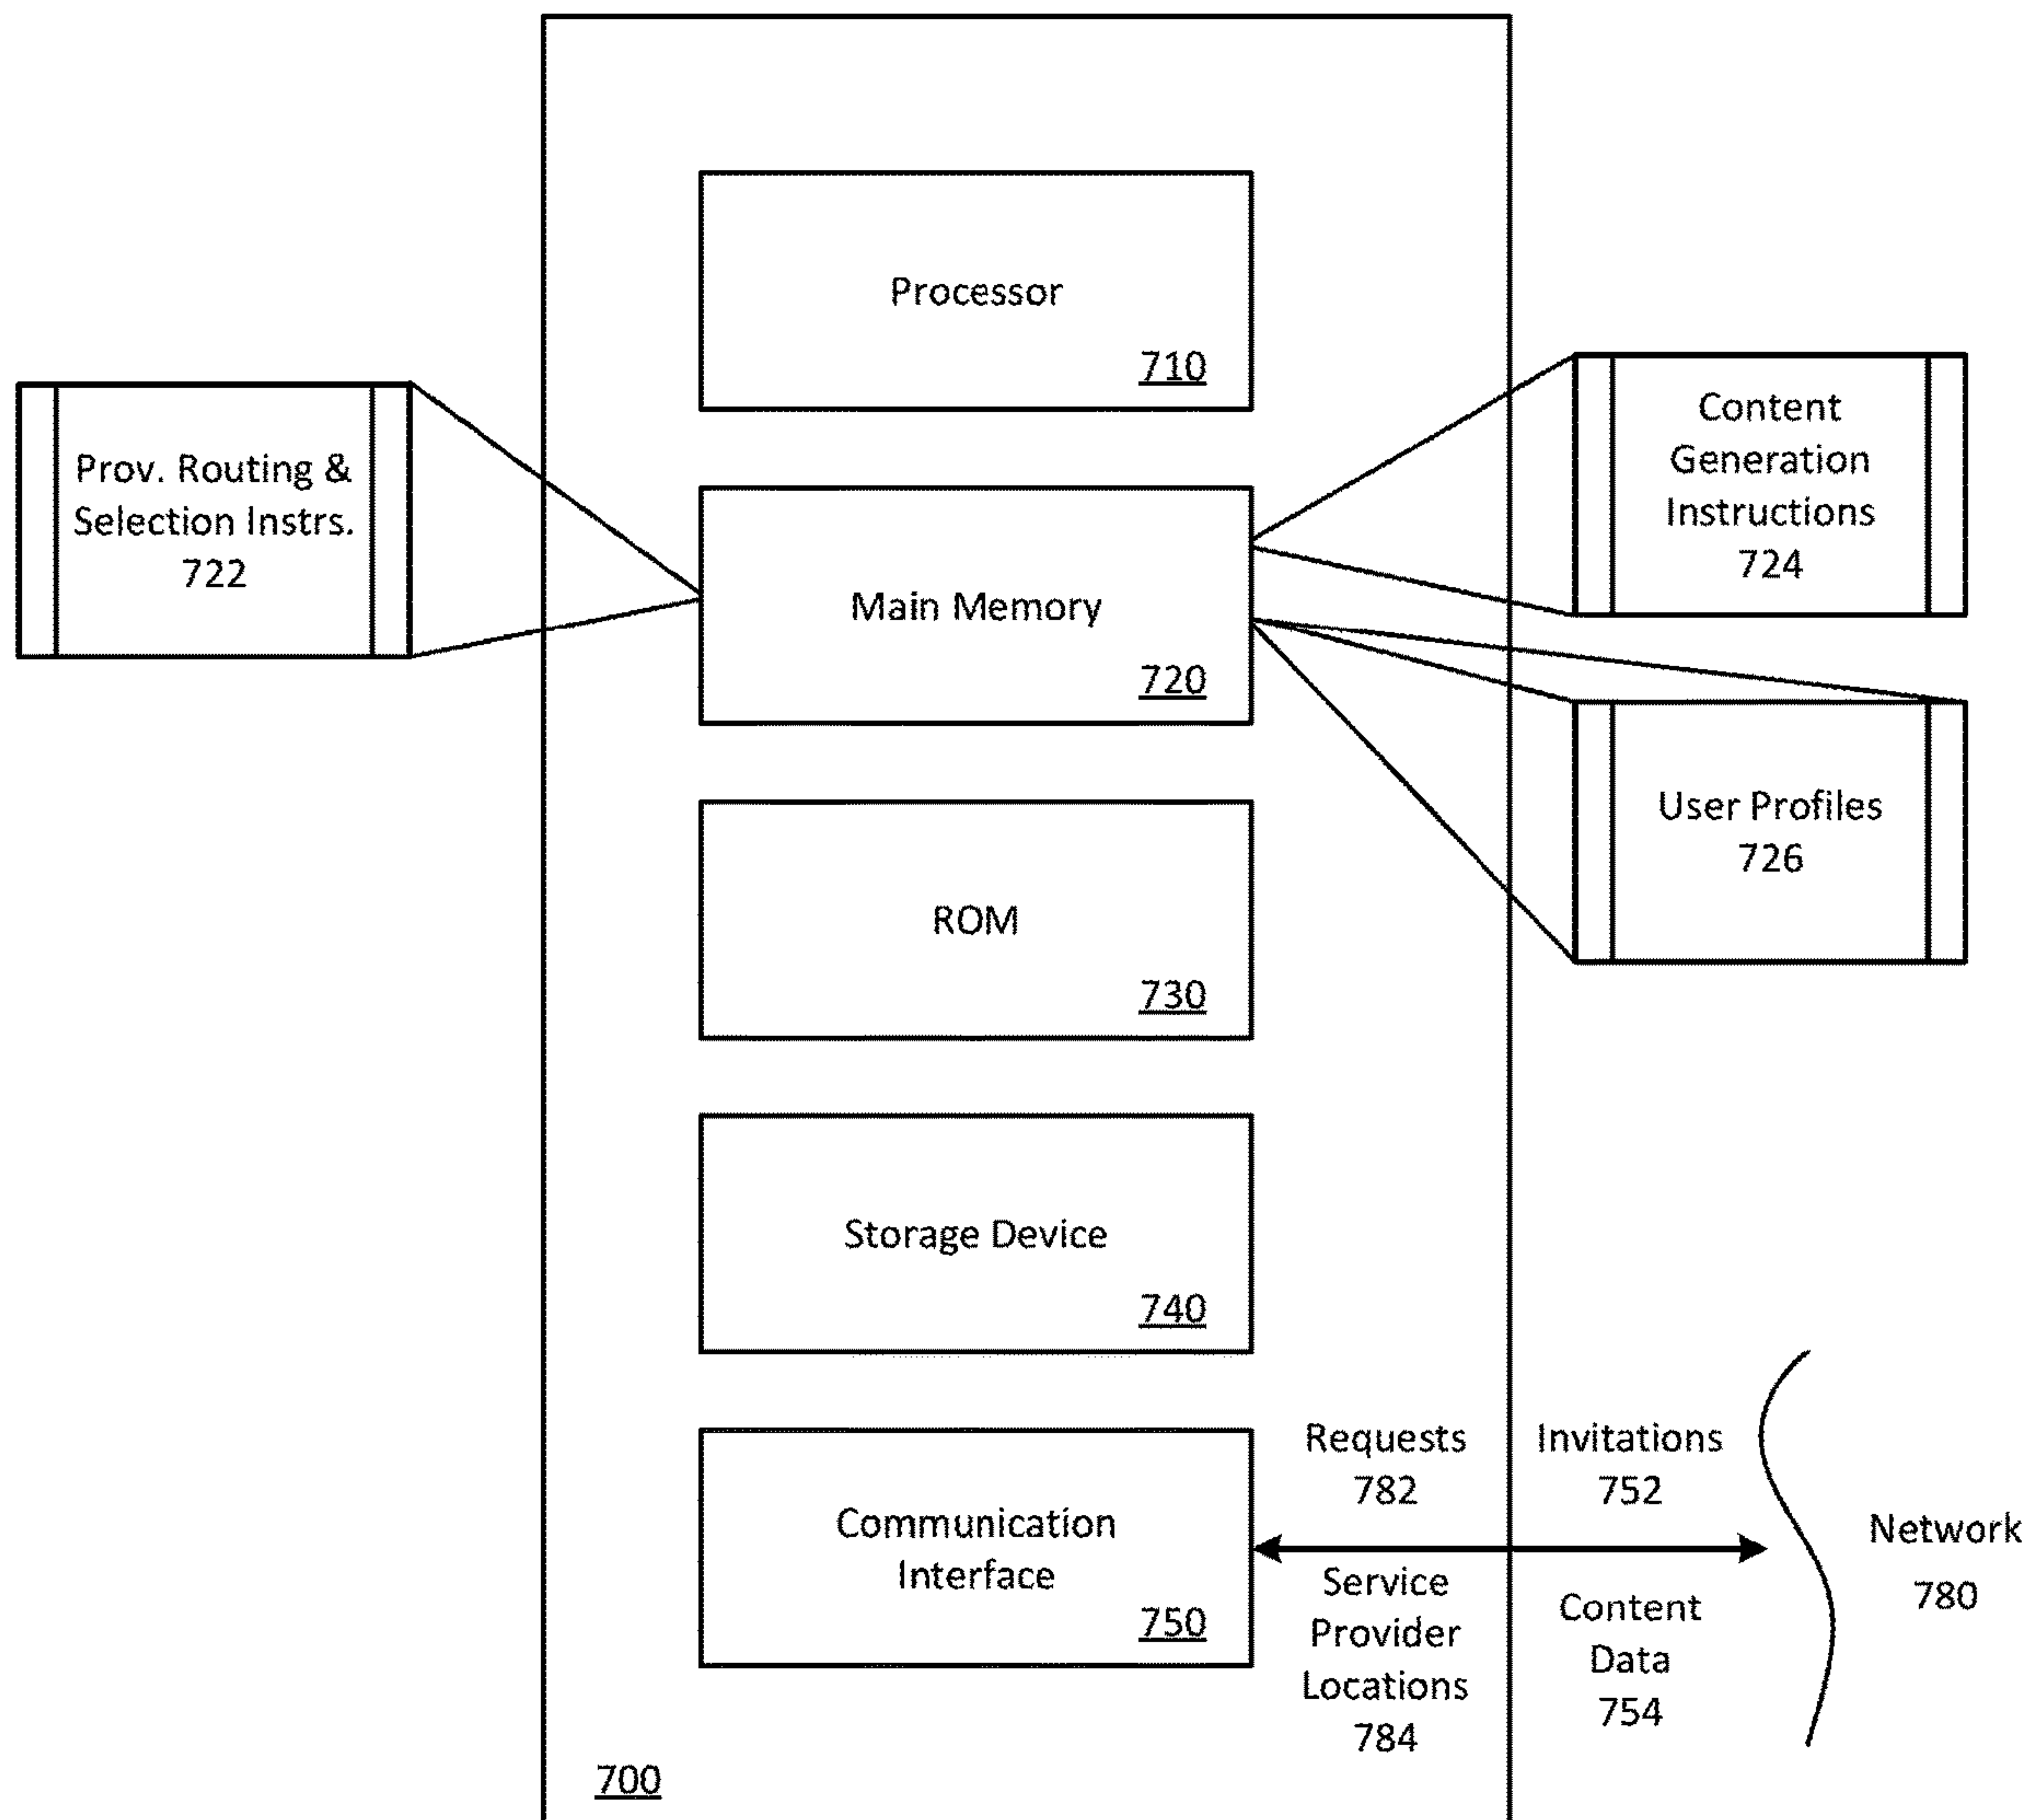 Processor
710
Prov. Routing &
Selection Instrs.
722
Main Memory
720
Content
Generation
Instructions
724
User Profiles
726
ROM
730
Storage Device
740
Communication
Interface
750
Requests
782
Invitations
752
Service
Provider
Locations
784
Content
Data
754
Network
780
700